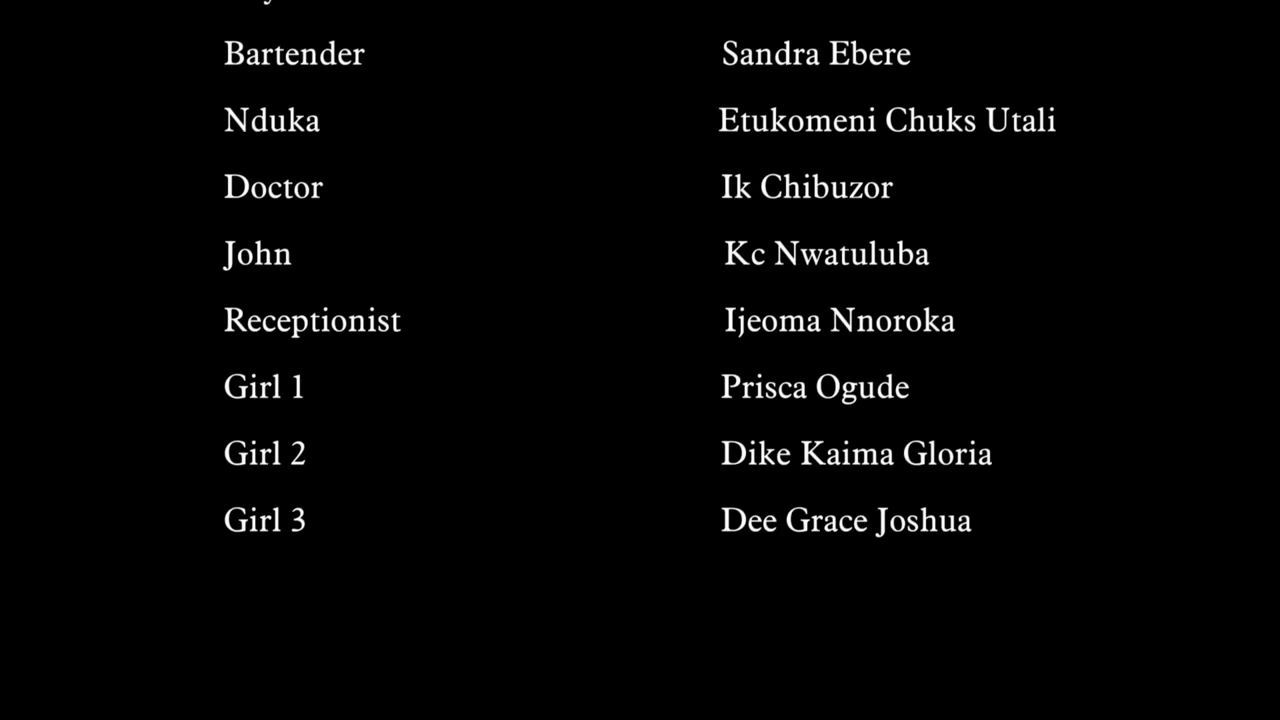 Bartender Sandra Ebere
Nduka Etukomeni Chuks Utali
Doctor Ik Chibuzor
John Kc Nwatuluba
Receptionist Ijeoma Nnoroka
Girl 1 Prisca Ogude
Girl 2 Dike Kaima Gloria
Girl 3 Dee Grace Joshua